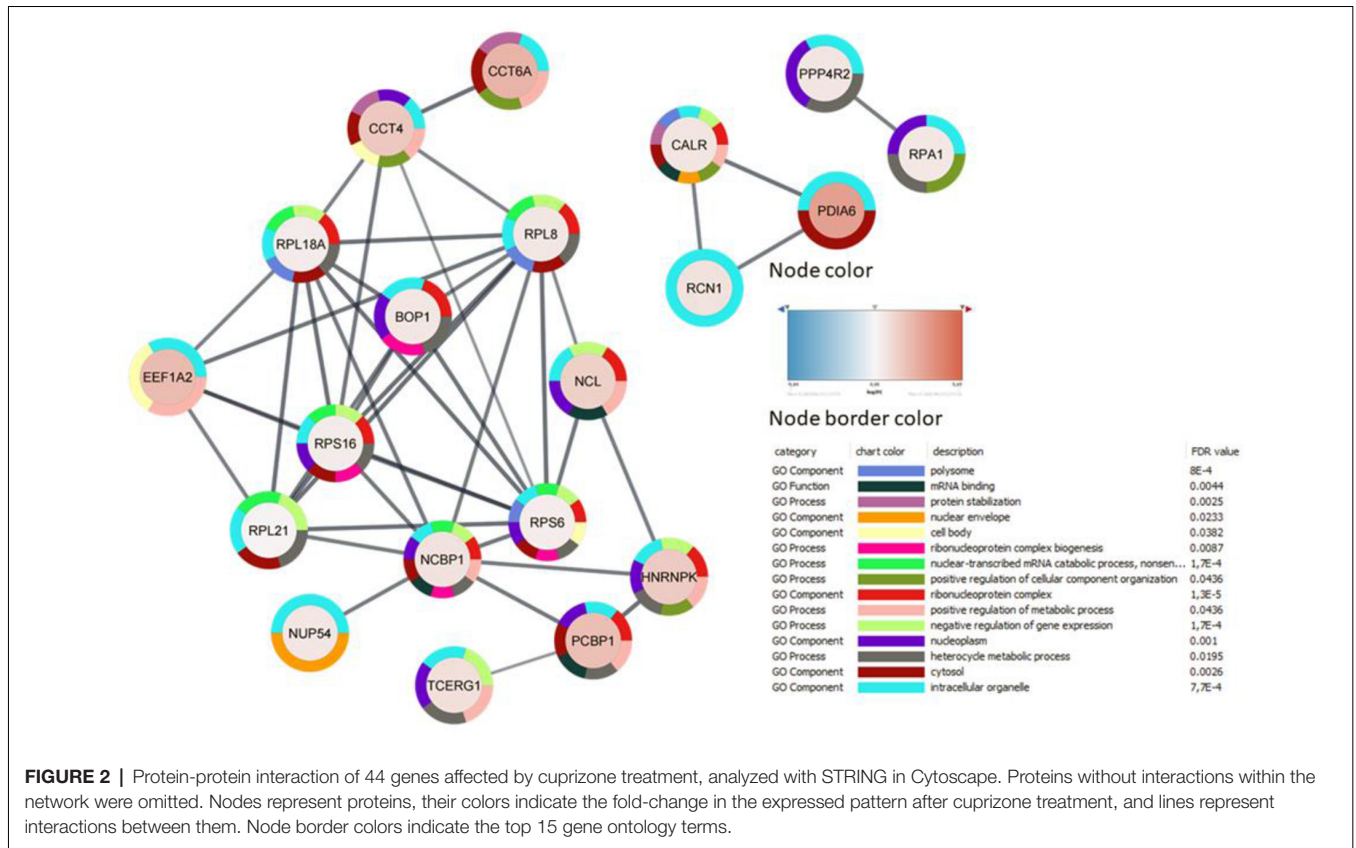 CCT6A
PPP4R2
CCT4
CALR
RPA1
PDIA6
RPL18A
RPL8
RCN1
Node color
BOP1
EEF1A2
NCL
log2FC
Node border color
RPS16
category chart color description FDR value
GO Component polysome 8E-4
GO Function mRNA binding 0.0044
GO Process protein stabilization 0.0025
GO Component nuclear envelope 0.0233
GO Component cell body 0.0382
GO Process ribonucleoprotein complex biogenesis 0.0087
GO Process nuclear-transcribed mRNA catabolic process, nonsen... 1,7E-4
GO Process positive regulation of cellular component organization 0.0436
GO Component ribonucleoprotein complex 1,3E-5
GO Process positive regulation of metabolic process 0.0436
GO Process negative regulation of gene expression 1,7E-4
GO Component nucleoplasm 0.001
GO Process heterocycle metabolic process 0.0195
GO Component cytosol 0.0026
GO Component intracellular organelle 7,7E-4
RPL21
RPS6
NCBP1
HNRNPK
NUP54
PCBP1
TCERG1
FIGURE 2 | Protein-protein interaction of 44 genes affected by cuprizone treatment, analyzed with STRING in Cytoscape. Proteins without interactions within the
network were omitted. Nodes represent proteins, their colors indicate the fold-change in the expressed pattern after cuprizone treatment, and lines represent
interactions between them. Node border colors indicate the top 15 gene ontology terms.